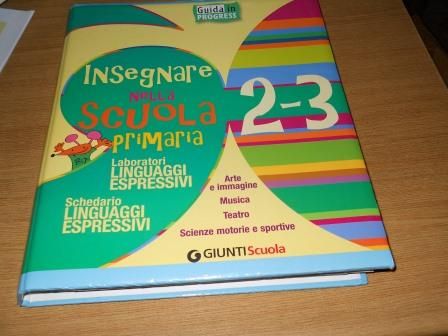 Guida in
PROGRESS
INSEGNARE
NELLA
SCUOLA
PRIMARIA
2-3
Laboratori
LINGUAGGI
ESPRESSIVI
Schedario
LINGUAGGI
ESPRESSIVI
Arte
e immagine
Musica
Teatro
Scienze motorie e sportive
GIUNTI Scuola